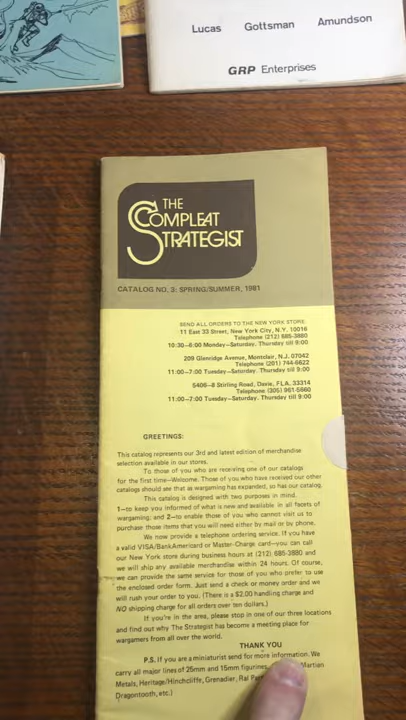 Lucas Gottsman Amundson
GRP Enterprises
THE
COMPLEAT
STRATEGIST
CATALOG NO. 3: SPRING/SUMMER, 1981
SEND ALL ORDERS TO THE NEW YORK STORE:
11 East 33 Street, New York City, N.Y. 10016
Telephone (212) 685-3880
10:30-6:00 Monday-Saturday. Thursday till 9:00
209 Glenridge Avenue, Montclair, N.J. 07042
Telephone (201) 744-6622
11:00-7:00 Tuesday-Saturday. Thursday till 9:00
5406-8 Stirling Road, Davie, FLA. 33314
Telephone (305) 961-5660
11:00-7:00 Tuesday-Saturday. Thursday till 9:00
GREETINGS:
This catalog represents our 3rd and latest edition of merchandise
selection available in our stores.
To those of you who are receiving one of our catalogs
for the first time—Welcome. Those of you who have received our other
catalogs should see that as wargaming has expanded, so has our catalog.
This catalog is designed with two purposes in mind.
1—to keep you informed of what is new and available in all facets of
wargaming; and 2—to enable those of you who cannot visit us to
purchase those items that you will need either by mail or by phone.
We now provide a telephone ordering service. If you have
a valid VISA/BankAmericard or Master-Charge card—you can call
our New York store during business hours at (212) 685-3880 and
we will ship any available merchandise within 24 hours. Of course,
we can provide the same service for those of you who prefer to use
the enclosed order form. Just send a check or money order and we
will rush your order to you. (There is a $2.00 handling charge and
NO shipping charge for all orders over ten dollars.)
If you're in the area, please stop in one of our three locations
and find out why The Strategist has become a meeting place for
wargamers from all over the world.
THANK YOU
P.S. If you are a miniaturist send for more information. We
carry all major lines of 25mm and 15mm figurines, Martian
Metals, Heritage/Hinchcliffe, Grenadier, Ral
Dragontooth, etc.)